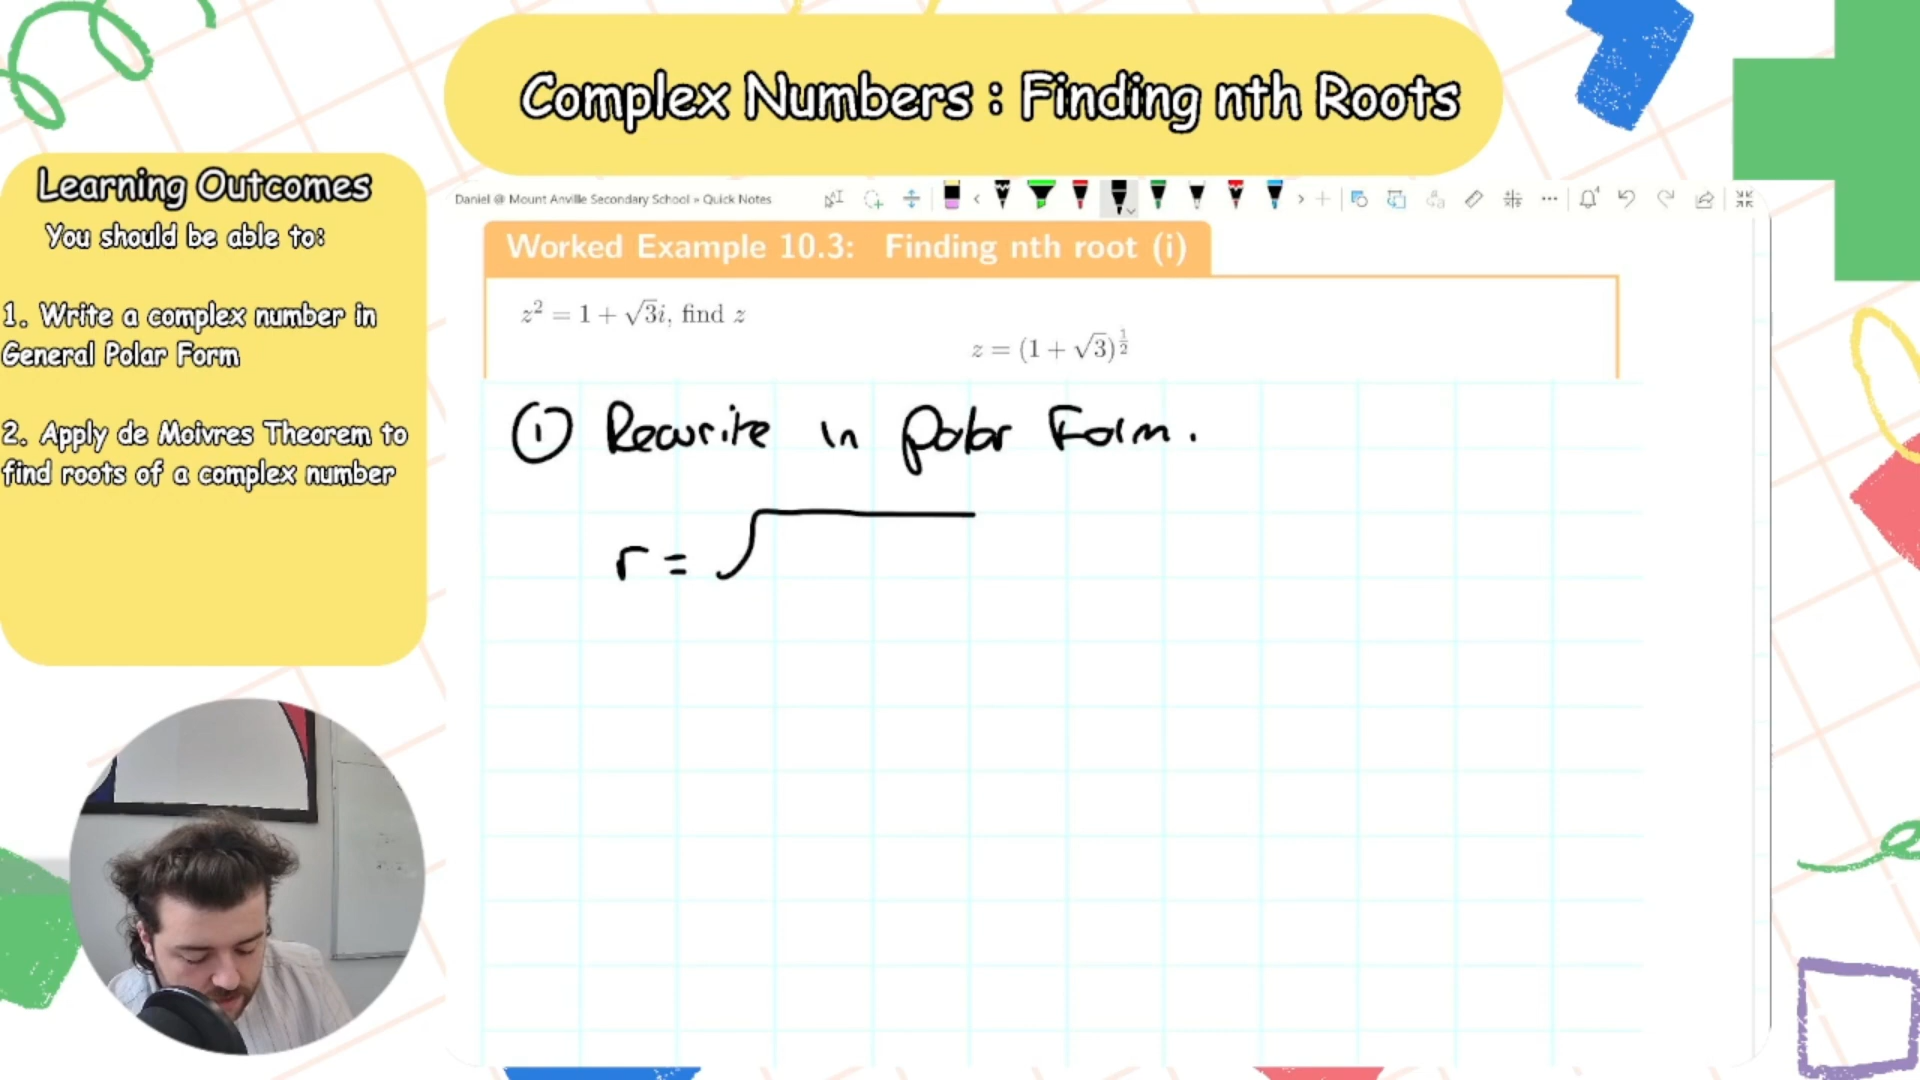 Complex Numbers : Finding nth Roots
Learning Outcomes
You should be able to:
1. Write a complex number in
General Polar Form
2. Apply de Moivres Theorem to
find roots of a complex number
Daniel @ Mount Anville Secondary School » Quick Notes
Worked Example 10.3: Finding nth root (i)
z² = 1 + √3i, find z
z = (1 + √3)^{1/2}
① Rewrite in Polar Form.
r = √